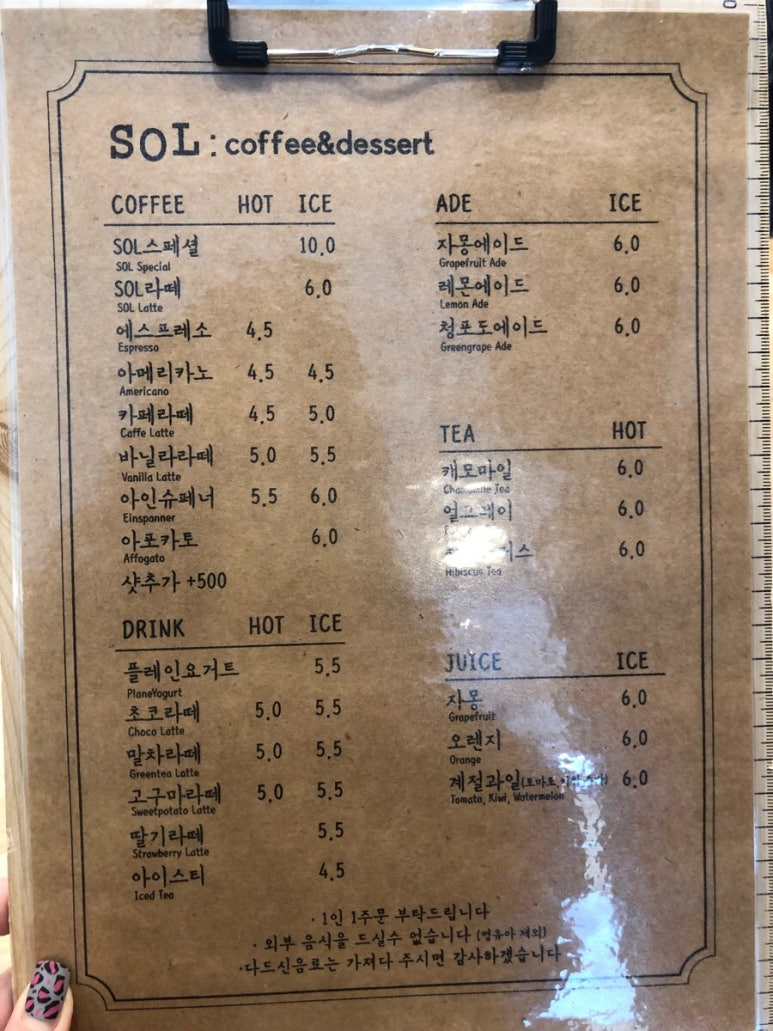 SOL : coffee&dessert
COFFEE HOT ICE
SOL스페셜 10.0
SOL Special
SOL라떼 6.0
SOL Latte
에스프레소 4.5
Espresso
아메리카노 4.5 4.5
Americano
카페라떼 4.5 5.0
Caffe Latte
바닐라라떼 5.0 5.5
Vanilla Latte
아인슈페너 5.5 6.0
Einspanner
아포카토 6.0
Affogato
샷추가 +500
DRINK HOT ICE
플레인요거트 5.5
PlaneYogurt
초코라떼 5.0 5.5
Choco Latte
말차라떼 5.0 5.5
Greentea Latte
고구마라떼 5.0 5.5
Sweetpotato Latte
딸기라떼 5.5
Strawberry Latte
아이스티 4.5
Iced Tea
ADE ICE
자몽에이드 6.0
Grapefruit Ade
레몬에이드 6.0
Lemon Ade
청포도에이드 6.0
Greengrape Ade
TEA HOT
캐모마일 6.0
Tea
얼그레이 6.0
6.0
Hibiscus Tea
JUICE ICE
자몽 6.0
Grapefruit
오렌지 6.0
Orange
계절과일(토마토, 6.0
Tomato, Kiwi, Watermelon
· 1인 1주문 부탁드립니다
· 외부 음식을 드실수 없습니다 (영유아 제외)
·다드신음료는 가져다 주시면 감사하겠습니다